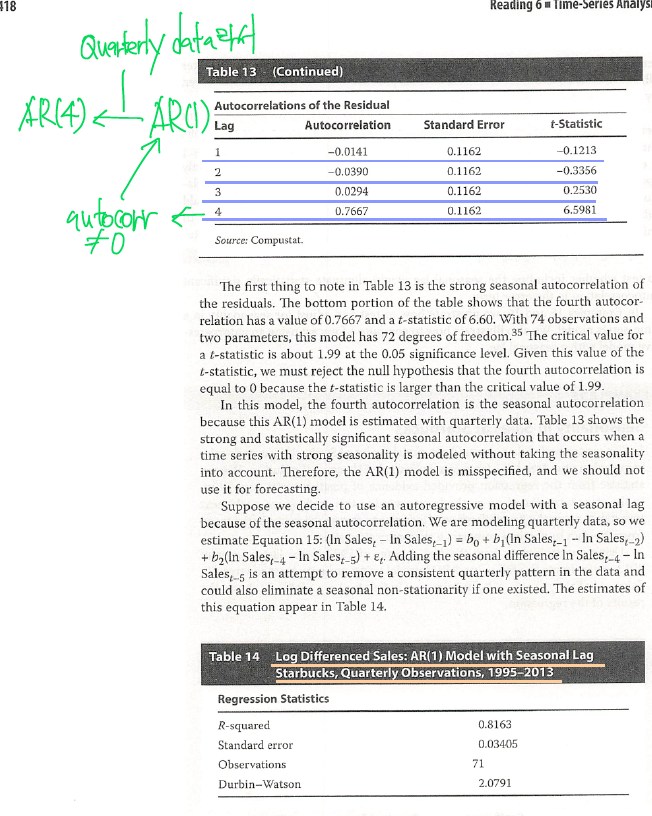 418
Reading 6 ■ Time-Series Analysi
Quarterly data
Table 13 (Continued)
Autocorrelations of the Residual
AR(4) ← AR(1)
Lag Autocorrelation Standard Error t-Statistic
1 −0.0141 0.1162 −0.1213
2 −0.0390 0.1162 −0.3356
3 0.0294 0.1162 0.2530
4 0.7667 0.1162 6.5981
autocorr ←
≠0
Source: Compustat.
The first thing to note in Table 13 is the strong seasonal autocorrelation of
the residuals. The bottom portion of the table shows that the fourth autocor-
relation has a value of 0.7667 and a t-statistic of 6.60. With 74 observations and
two parameters, this model has 72 degrees of freedom.³⁵ The critical value for
a t-statistic is about 1.99 at the 0.05 significance level. Given this value of the
t-statistic, we must reject the null hypothesis that the fourth autocorrelation is
equal to 0 because the t-statistic is larger than the critical value of 1.99.
In this model, the fourth autocorrelation is the seasonal autocorrelation
because this AR(1) model is estimated with quarterly data. Table 13 shows the
strong and statistically significant seasonal autocorrelation that occurs when a
time series with strong seasonality is modeled without taking the seasonality
into account. Therefore, the AR(1) model is misspecified, and we should not
use it for forecasting.
Suppose we decide to use an autoregressive model with a seasonal lag
because of the seasonal autocorrelation. We are modeling quarterly data, so we
estimate Equation 15: (ln Salesₜ − ln Salesₜ₋₁) = b₀ + b₁(ln Salesₜ₋₁ − ln Salesₜ₋₂)
+ b₂(ln Salesₜ₋₄ − ln Salesₜ₋₅) + εₜ. Adding the seasonal difference ln Salesₜ₋₄ − ln
Salesₜ₋₅ is an attempt to remove a consistent quarterly pattern in the data and
could also eliminate a seasonal non-stationarity if one existed. The estimates of
this equation appear in Table 14.
Table 14 Log Differenced Sales: AR(1) Model with Seasonal Lag
Starbucks, Quarterly Observations, 1995–2013
Regression Statistics
R-squared 0.8163
Standard error 0.03405
Observations 71
Durbin–Watson 2.0791